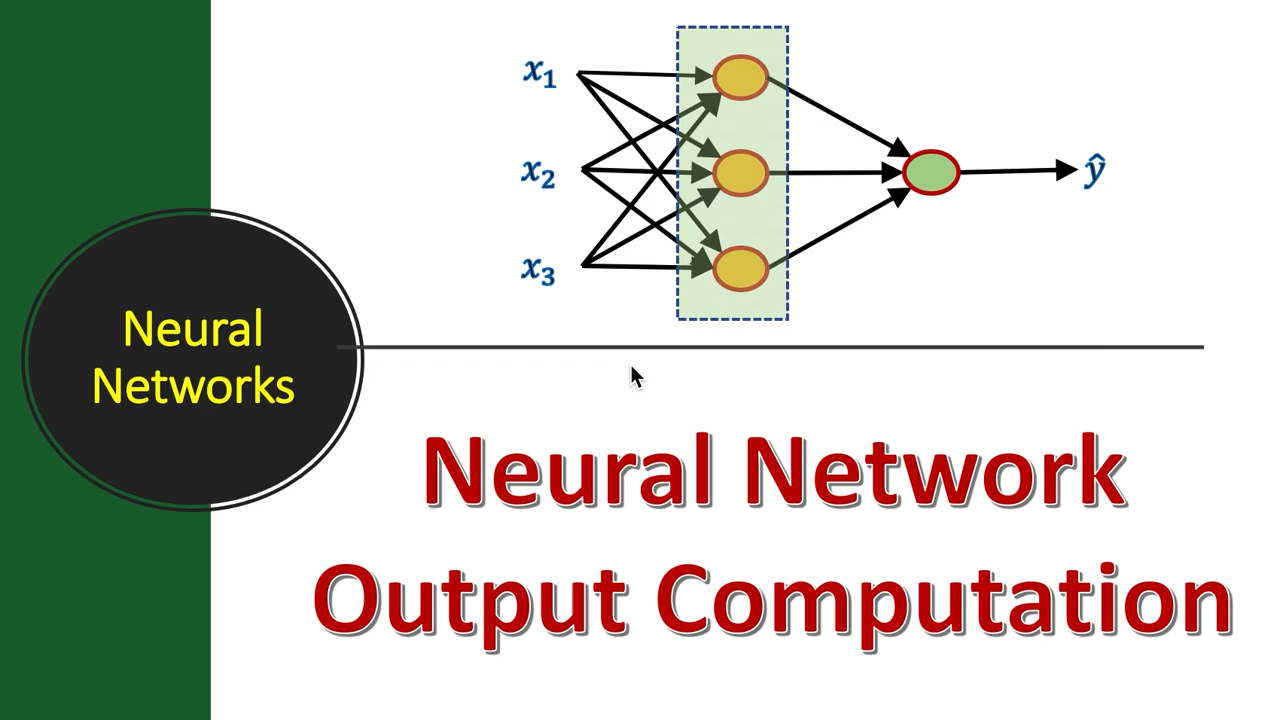 x₁
x₂
ŷ
x₃
Neural
Networks
Neural Network
Output Computation